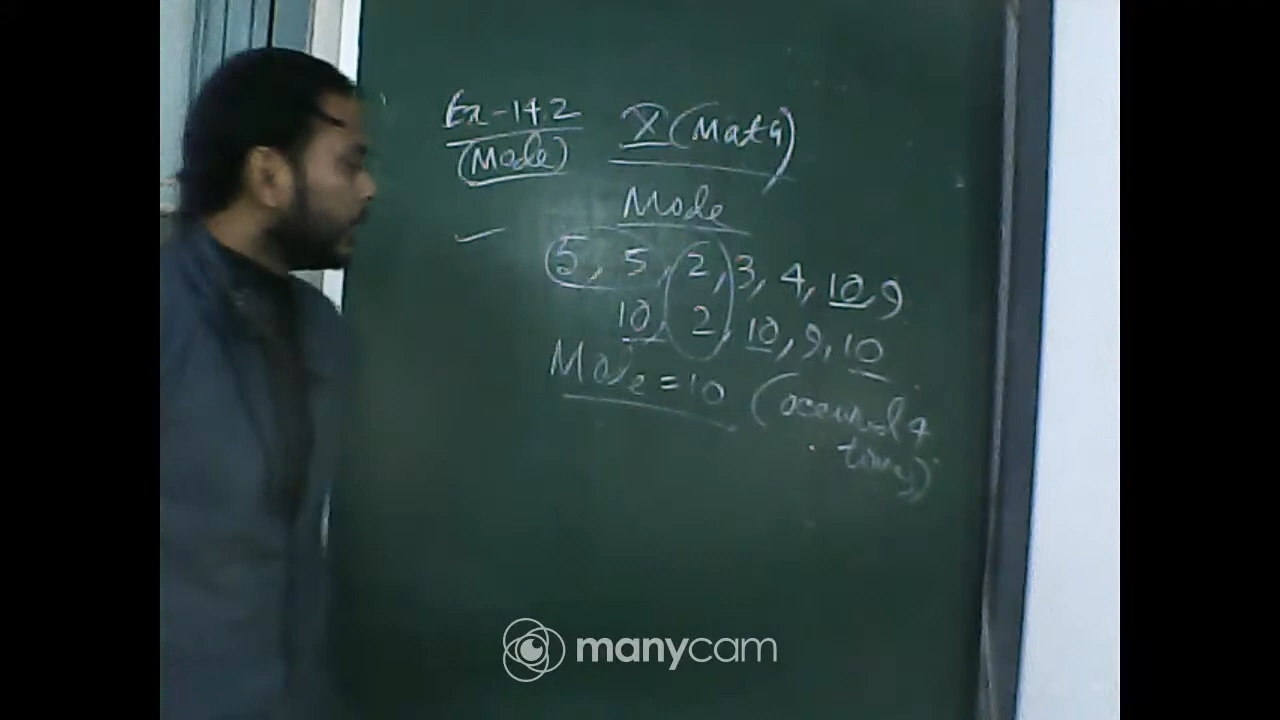 Ex-14.2 X (Math)
(Mode)
Mode
5, 5, 2, 3, 4, 10, 9
10, 2, 10, 9, 10
Mode = 10 (occurred 4
times)
manycam